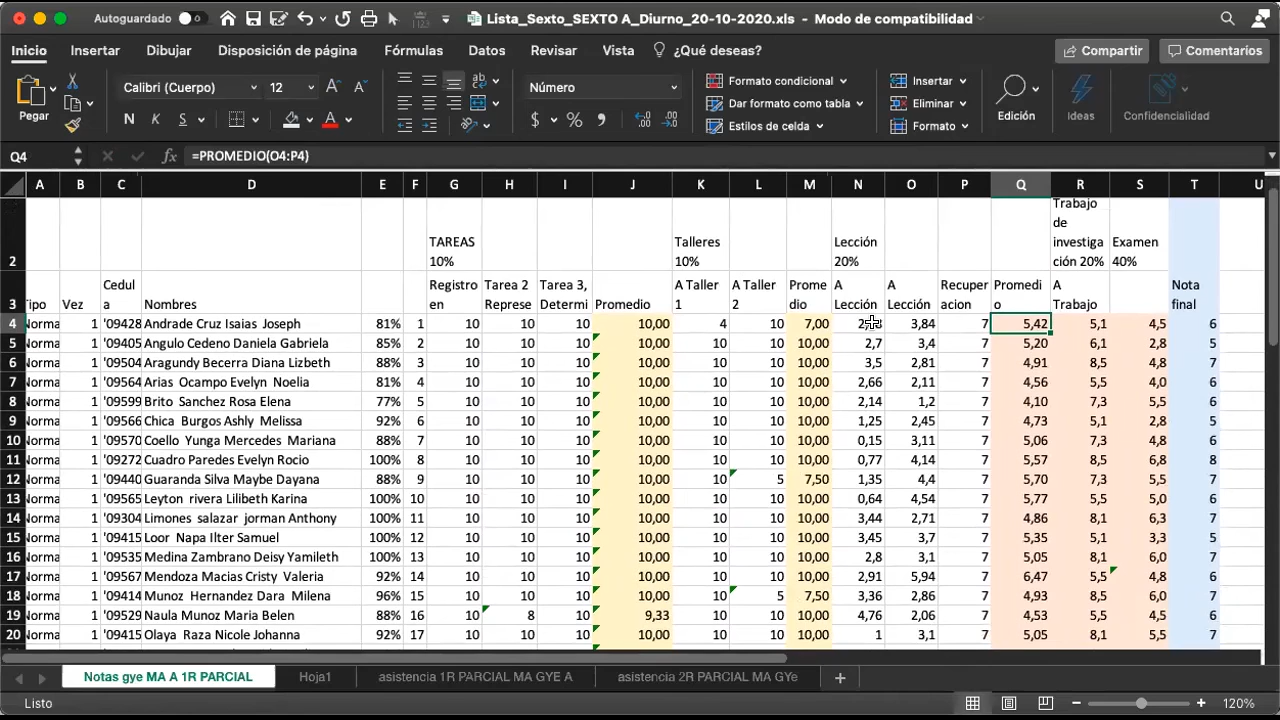 Autoguardado Lista_Sexto_SEXTO A_Diurno_20-10-2020.xls - Modo de compatibilidad
Inicio Insertar Dibujar Disposición de página Fórmulas Datos Revisar Vista ¿Qué deseas? Compartir Comentarios
Calibri (Cuerpo) 12 A A ab Número Formato condicional Insertar
Pegar Dar formato como tabla Eliminar Edición Ideas Confidencialidad
N K S A $ % Estilos de celda Formato
Q4 fx =PROMEDIO(O4:P4)
A B C D E F G H I J K L M N O P Q R S T U
2 TAREAS 10% Talleres 10% Lección 20% Trabajo de investigación 20% Examen 40%
3 Tipo Vez Cedula Nombres Registro en Tarea 2 Represe Tarea 3, Determi Promedio A Taller 1 A Taller 2 Promedio A Lección A Lección Recuperacion Promedio A Trabajo Nota final
4 Norma 1 '09428 Andrade Cruz Isaias Joseph 81% 1 10 10 10 10,00 4 10 7,00 3,84 7 5,42 5,1 4,5 6
5 Norma 1 '09405 Angulo Cedeno Daniela Gabriela 85% 2 10 10 10 10,00 10 10 10,00 2,7 3,4 7 5,20 6,1 2,8 5
6 Norma 1 '09504 Aragundy Becerra Diana Lizbeth 88% 3 10 10 10 10,00 10 10 10,00 3,5 2,81 7 4,91 8,5 4,8 7
7 Norma 1 '09564 Arias Ocampo Evelyn Noelia 81% 4 10 10 10 10,00 10 10 10,00 2,66 2,11 7 4,56 5,5 4,0 6
8 Norma 1 '09599 Brito Sanchez Rosa Elena 77% 5 10 10 10 10,00 10 10 10,00 2,14 1,2 7 4,10 7,3 4,8 6
9 Norma 1 '09566 Chica Burgos Ashly Melissa 92% 6 10 10 10 10,00 10 10 10,00 1,25 2,45 7 4,73 5,1 2,8 5
10 Norma 1 '09570 Coello Yunga Mercedes Mariana 88% 7 10 10 10 10,00 10 10 10,00 0,15 3,11 7 5,06 7,3 4,8 6
11 Norma 1 '09272 Cuadro Paredes Evelyn Rocio 100% 8 10 10 10 10,00 10 10 10,00 0,77 4,14 7 5,57 8,5 6,8 8
12 Norma 1 '09440 Guaranda Silva Maybe Dayana 88% 9 10 10 10 10,00 10 5 7,50 1,35 4,4 7 5,70 7,3 5,5 7
13 Norma 1 '09565 Leyton rivera Lilibeth Karina 100% 10 10 10 10 10,00 10 10 10,00 0,64 4,54 7 5,77 5,5 5,0 6
14 Norma 1 '09304 Limones salazar jorman Anthony 100% 11 10 10 10 10,00 10 10 10,00 3,44 2,71 7 4,86 8,1 6,3 7
15 Norma 1 '09415 Loor Napa Ilter Samuel 100% 12 10 10 10 10,00 10 10 10,00 3,45 3,7 7 5,35 5,1 3,3 5
16 Norma 1 '09535 Medina Zambrano Deisy Yamileth 100% 13 10 10 10 10,00 10 10 10,00 2,8 3,1 7 5,05 8,1 6,0 7
17 Norma 1 '09567 Mendoza Macias Cristy Valeria 92% 14 10 10 10 10,00 10 10 10,00 2,91 5,94 7 6,47 5,5 4,8 6
18 Norma 1 '09414 Munoz Hernandez Dara Milena 96% 15 10 10 10 10,00 10 5 7,50 3,36 2,86 7 4,93 8,1 5,5 7
19 Norma 1 '09529 Naula Munoz Maria Belen 88% 16 10 8 10 9,33 10 10 10,00 4,76 2,06 7 4,53 5,5 4,5 6
20 Norma 1 '09415 Olaya Raza Nicole Johanna 92% 17 10 10 10 10,00 10 10 10,00 1 3,1 7 5,05 8,1 5,5 7
Notas gye MA A 1R PARCIAL Hoja1 asistencia 1R PARCIAL MA GYE A asistencia 2R PARCIAL MA GYe
Listo 120%